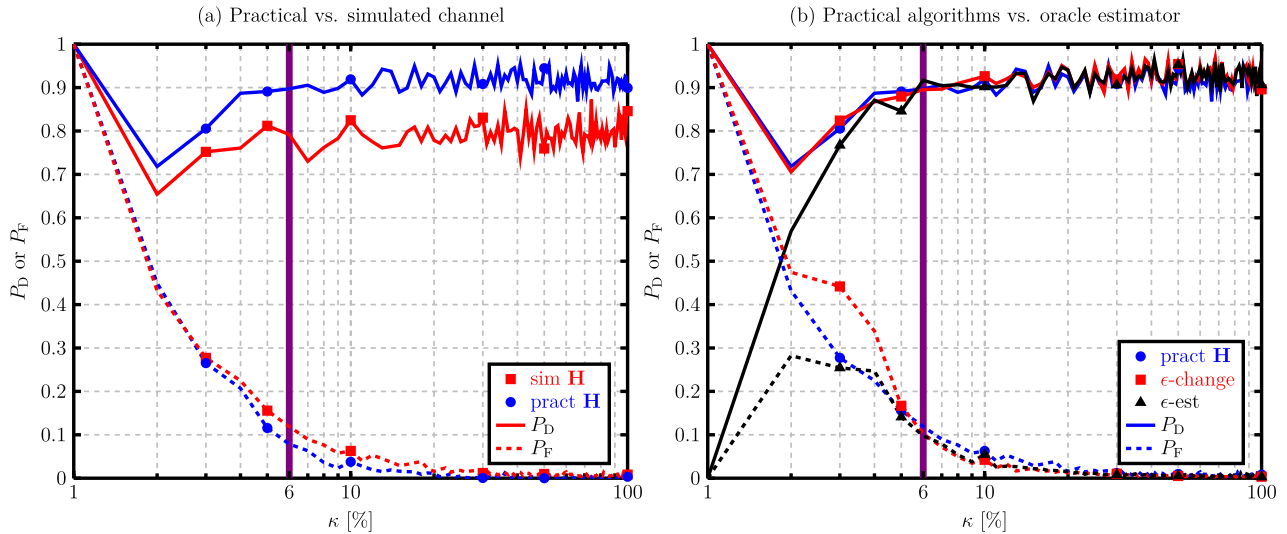 (a) Practical vs. simulated channel
1
0.9
0.8
0.7
0.6
0.5
0.4
0.3
0.2
0.1
0
P_D or P_F
1
6
10
100
κ [%]
sim H
pract H
P_D
P_F
(b) Practical algorithms vs. oracle estimator
1
0.9
0.8
0.7
0.6
0.5
0.4
0.3
0.2
0.1
0
P_D or P_F
1
6
10
100
κ [%]
pract H
ϵ-change
ϵ-est
P_D
P_F